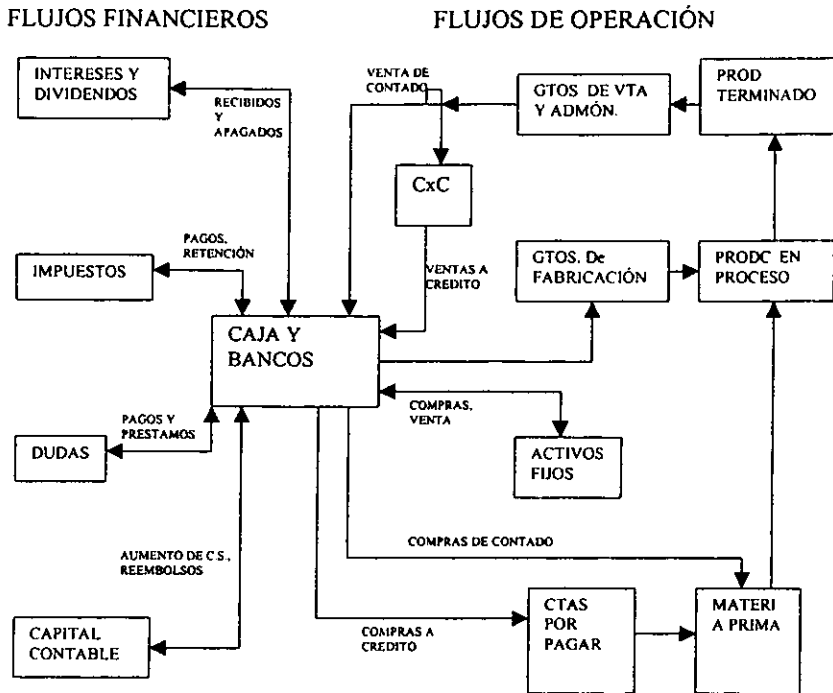 FLUJOS FINANCIEROS
FLUJOS DE OPERACIÓN
INTERESES Y
DIVIDENDOS
RECIBIDOS
Y
APAGADOS
VENTA DE
CONTADO
GTOS DE VTA
Y ADMÓN.
PROD
TERMINADO
CxC
PAGOS,
RETENCIÓN
IMPUESTOS
VENTAS A
CREDITO
GTOS. De
FABRICACIÓN
PRODC EN
PROCESO
CAJA Y
BANCOS
PAGOS Y
PRESTAMOS
DUDAS
COMPRAS,
VENTA
ACTIVOS
FIJOS
AUMENTO DE C.S.,
REEMBOLSOS
COMPRAS DE CONTADO
CAPITAL
CONTABLE
COMPRAS A
CREDITO
CTAS
POR
PAGAR
MATERI
A PRIMA